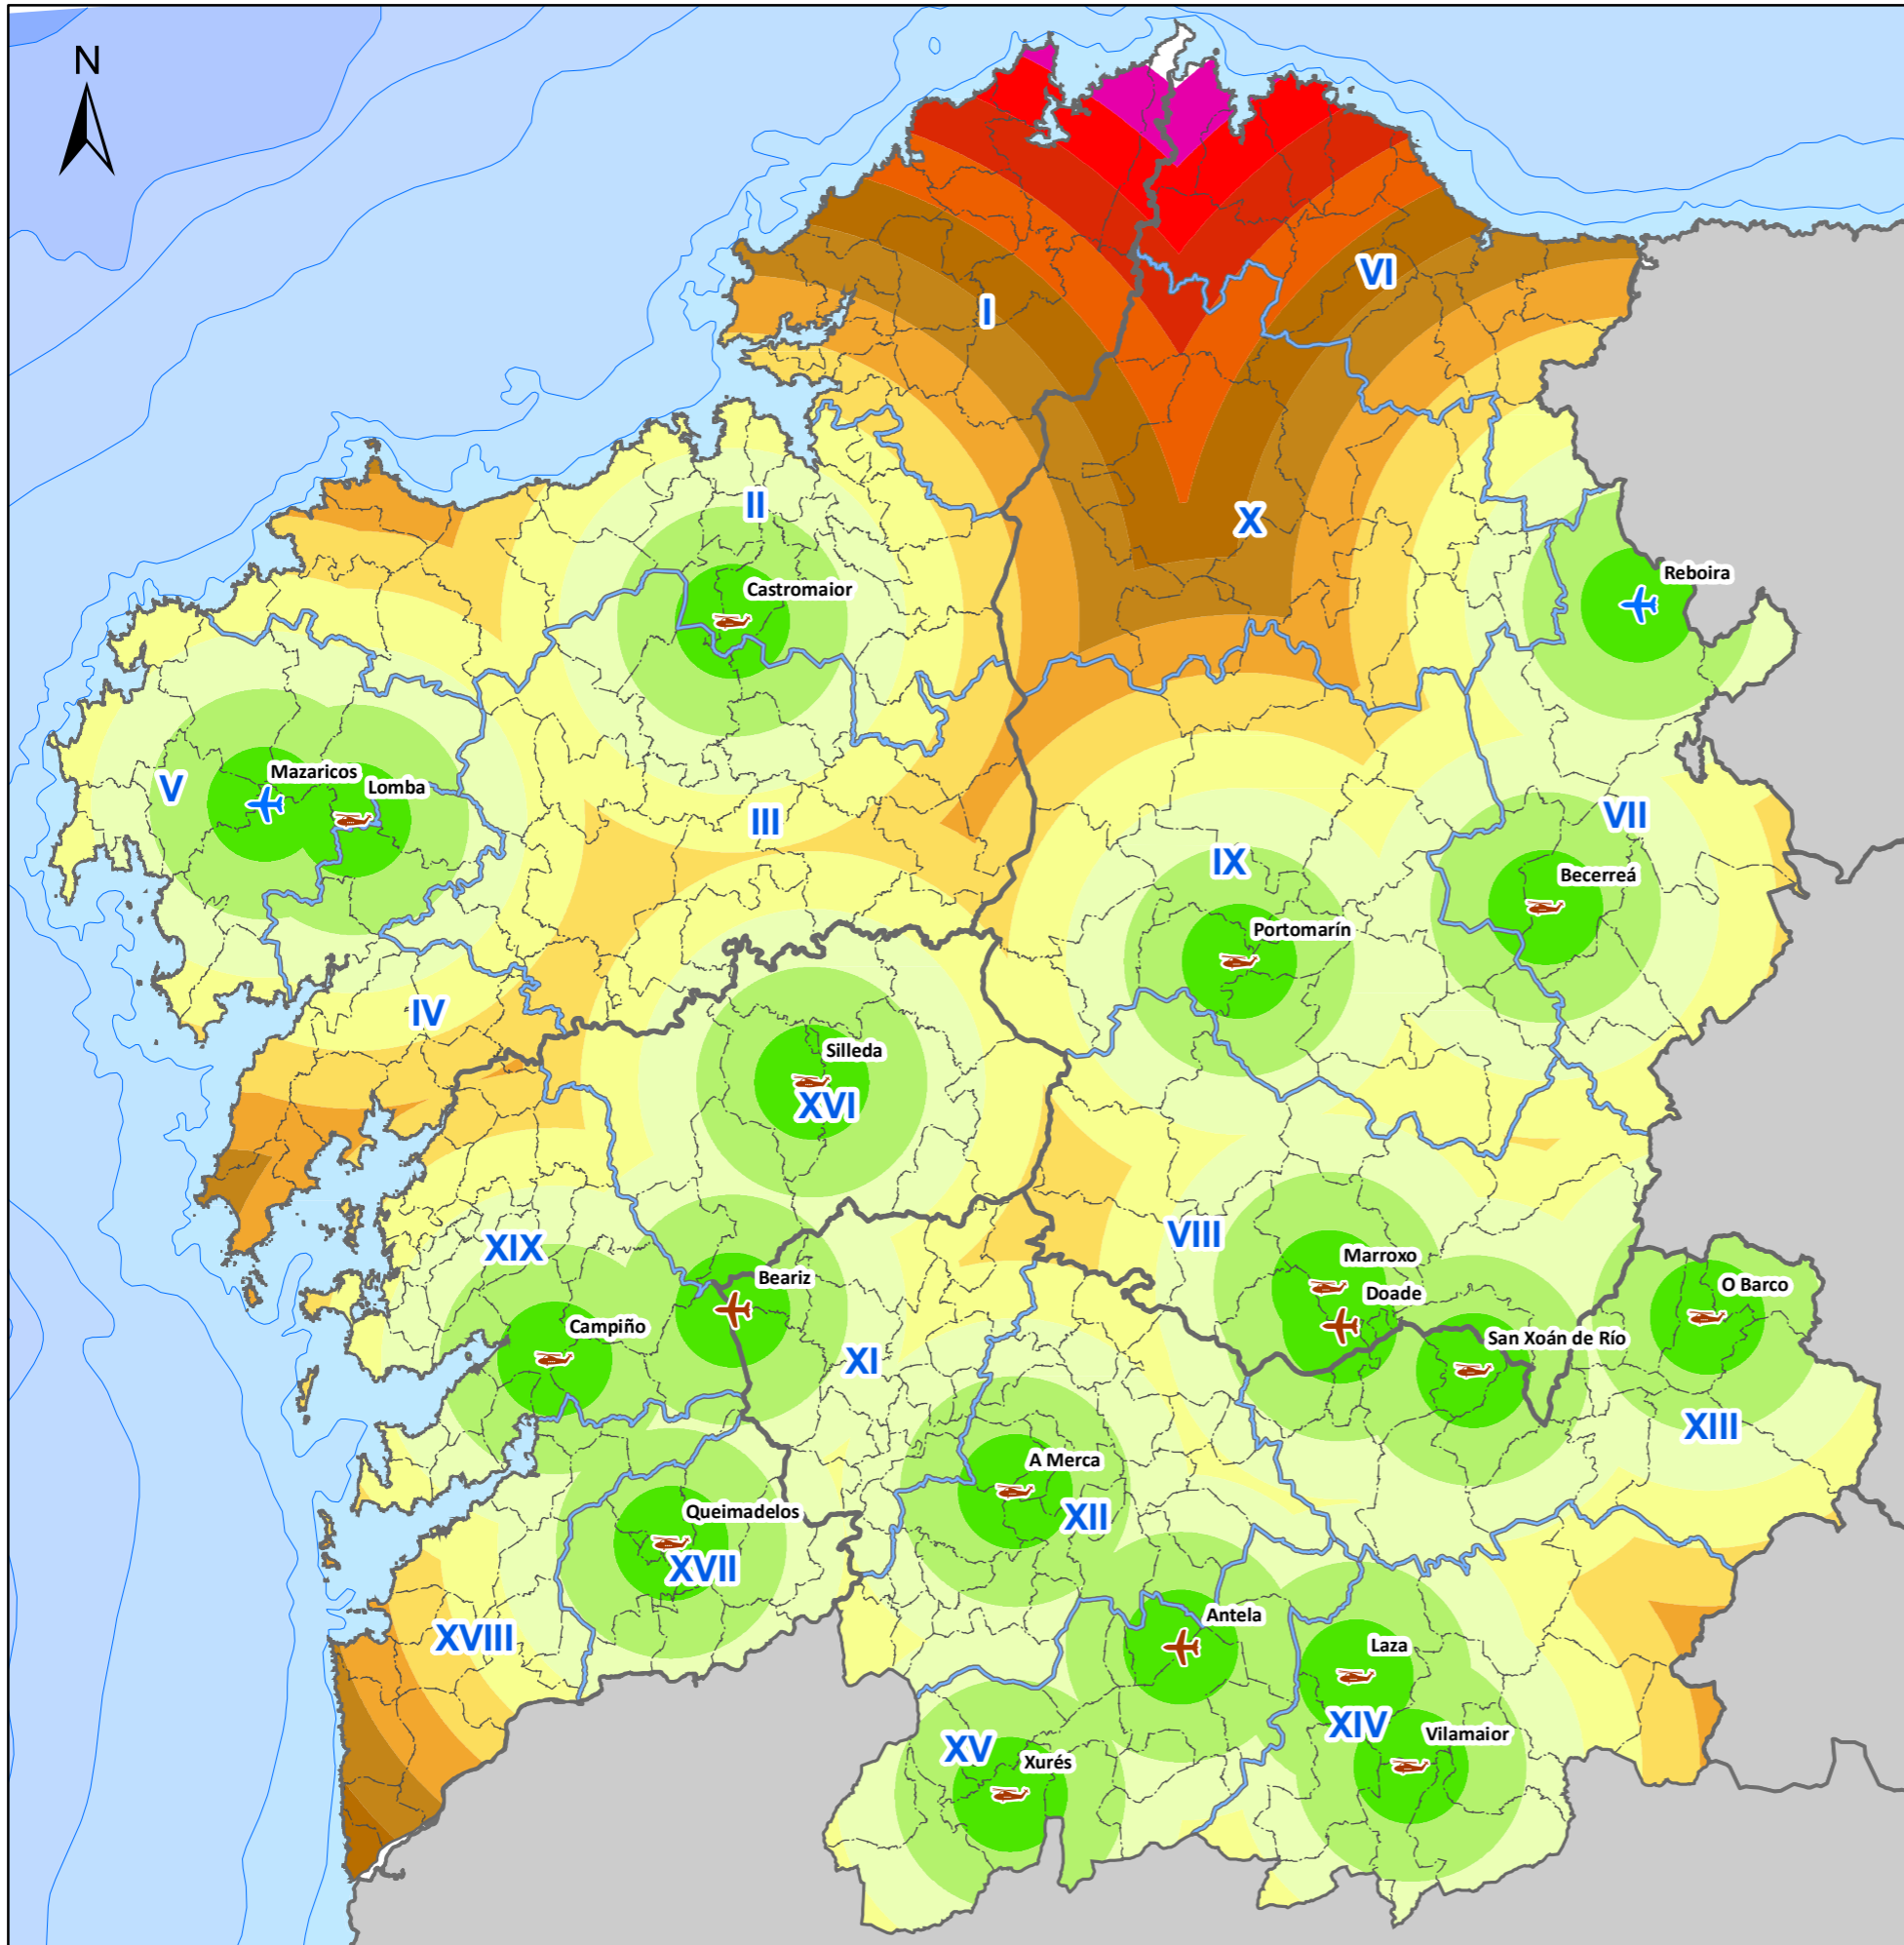 N
I
VI
II
X
Castromaior
Reboira
Mazaricos
V
Lomba
III
VII
IX
Becerreá
Portomarín
IV
Silleda
XVI
XIX
VIII
Marroxo
Beariz
Doade
O Barco
Campiño
San Xoán de Río
XI
XIII
A Merca
Queimadelos
XII
XVII
Antela
XVIII
Laza
XIV
Vilamaior
XV
Xurés